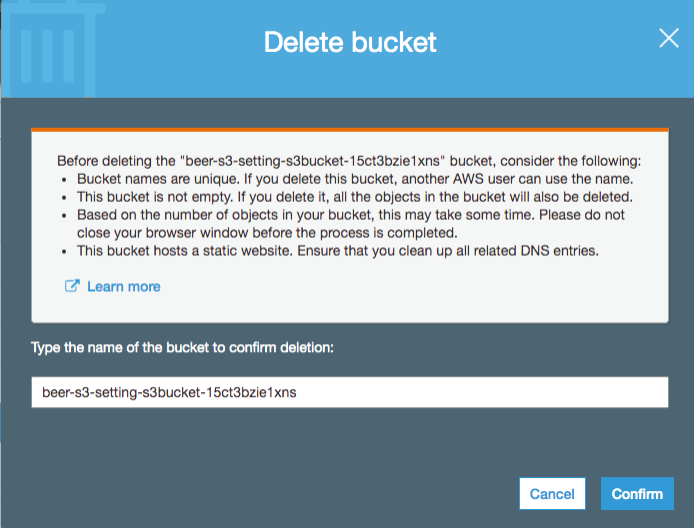 Delete bucket
Before deleting the "beer-s3-setting-s3bucket-15ct3bzie1xns" bucket, consider the following:
• Bucket names are unique. If you delete this bucket, another AWS user can use the name.
• This bucket is not empty. If you delete it, all the objects in the bucket will also be deleted.
• Based on the number of objects in your bucket, this may take some time. Please do not
close your browser window before the process is completed.
• This bucket hosts a static website. Ensure that you clean up all related DNS entries.
Learn more
Type the name of the bucket to confirm deletion:
beer-s3-setting-s3bucket-15ct3bzie1xns
Cancel
Confirm